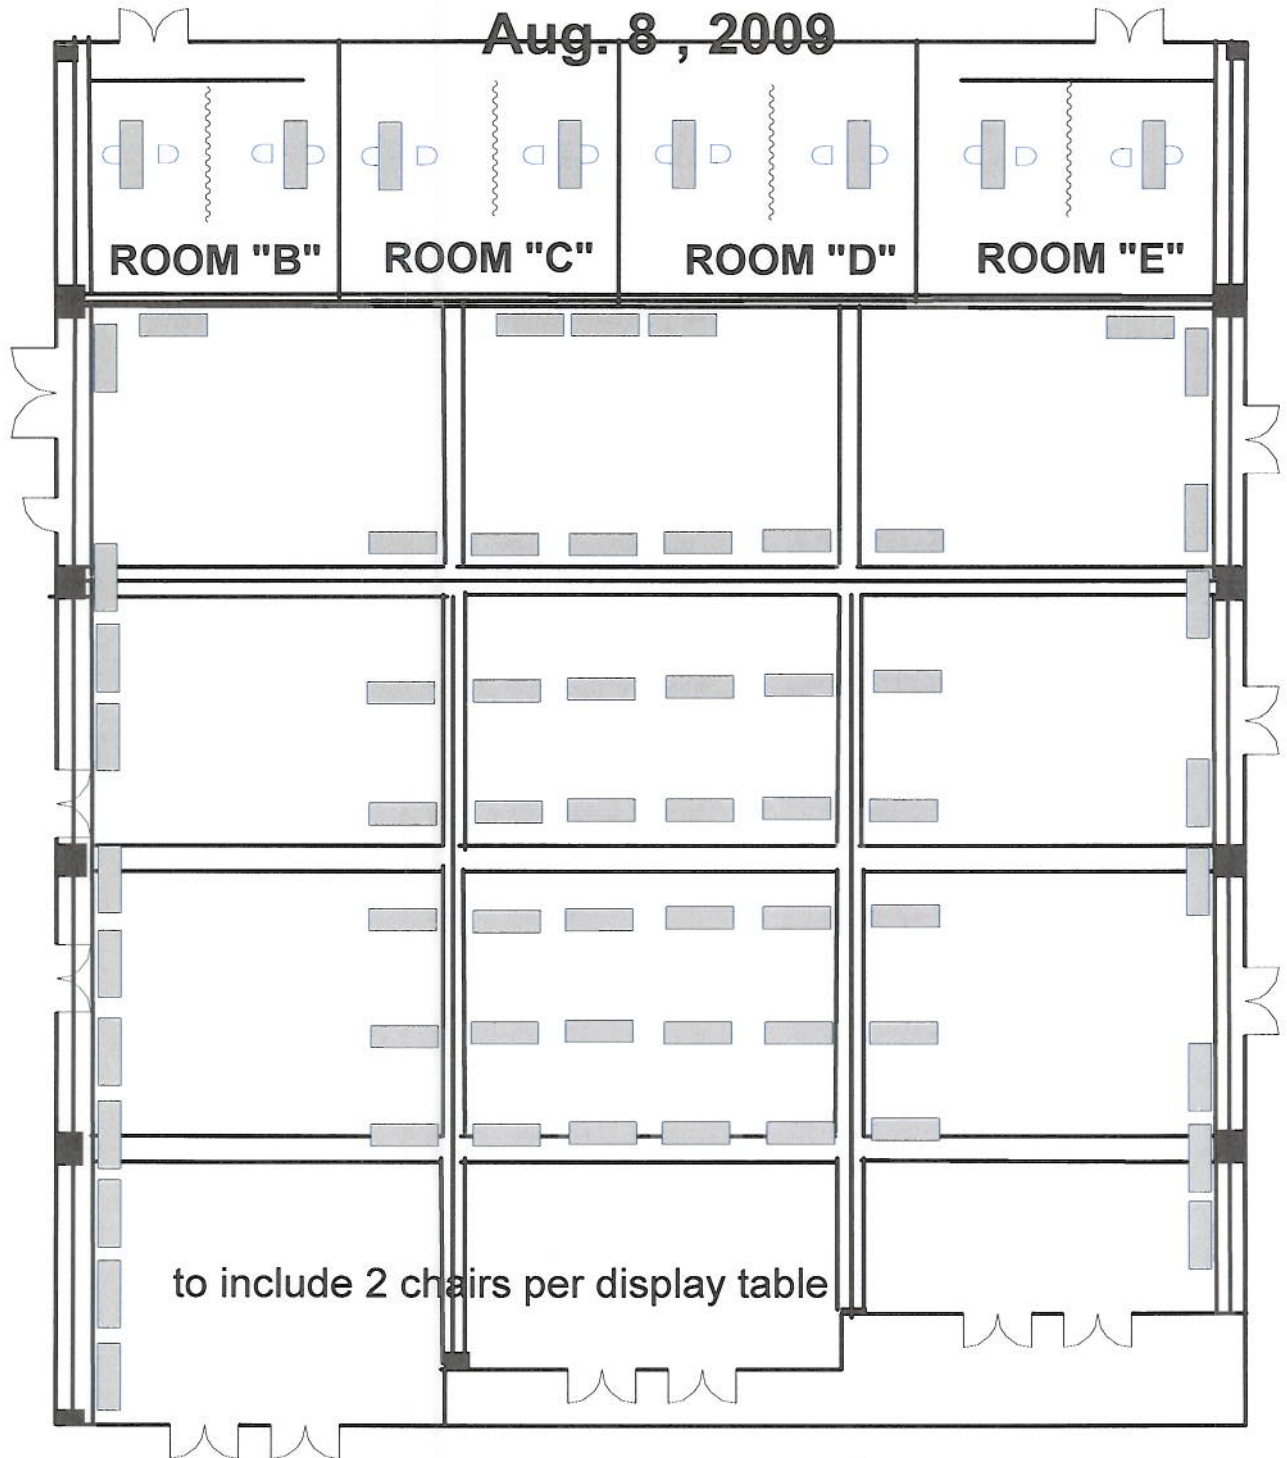 Aug. 8 , 2009
ROOM "B"
ROOM "C"
ROOM "D"
ROOM "E"
to include 2 chairs per display table